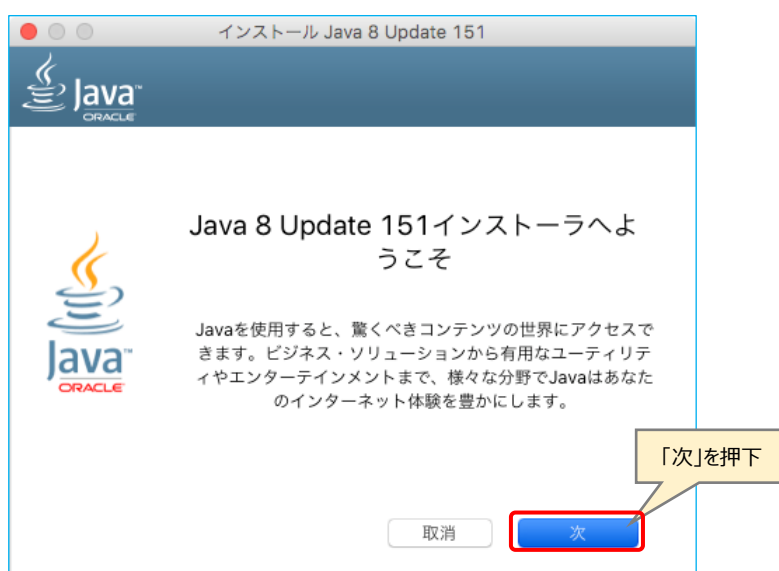 インストール Java 8 Update 151
Java™
ORACLE
Java 8 Update 151インストーラへよ
うこそ
Javaを使用すると、驚くべきコンテンツの世界にアクセスで
きます。ビジネス・ソリューションから有用なユーティリテ
ィやエンターテインメントまで、様々な分野でJavaはあなた
のインターネット体験を豊かにします。
Java™
ORACLE
「次」を押下
取消
次